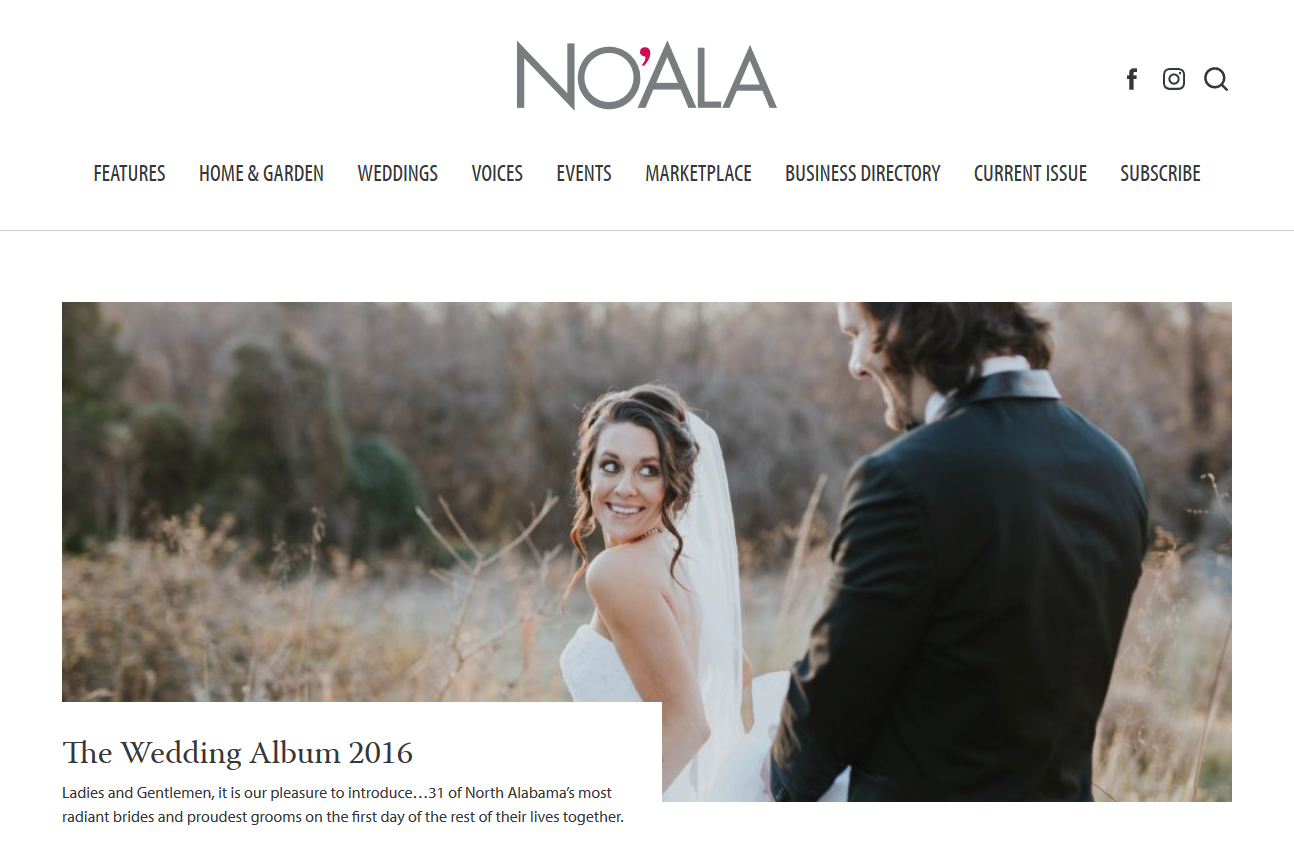 NO’ALA
FEATURES HOME & GARDEN WEDDINGS VOICES EVENTS MARKETPLACE BUSINESS DIRECTORY CURRENT ISSUE SUBSCRIBE
The Wedding Album 2016
Ladies and Gentlemen, it is our pleasure to introduce…31 of North Alabama’s most
radiant brides and proudest grooms on the first day of the rest of their lives together.